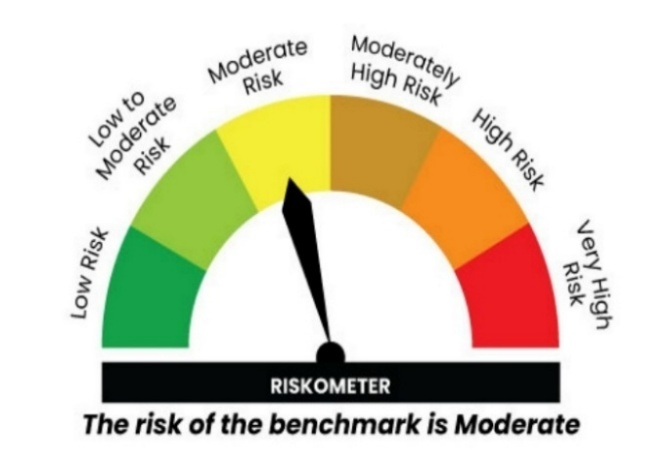 Low Risk
Low to
Moderate
Risk
Moderate
Risk
Moderately
High Risk
High Risk
Very High
Risk
RISKOMETER
The risk of the benchmark is Moderate